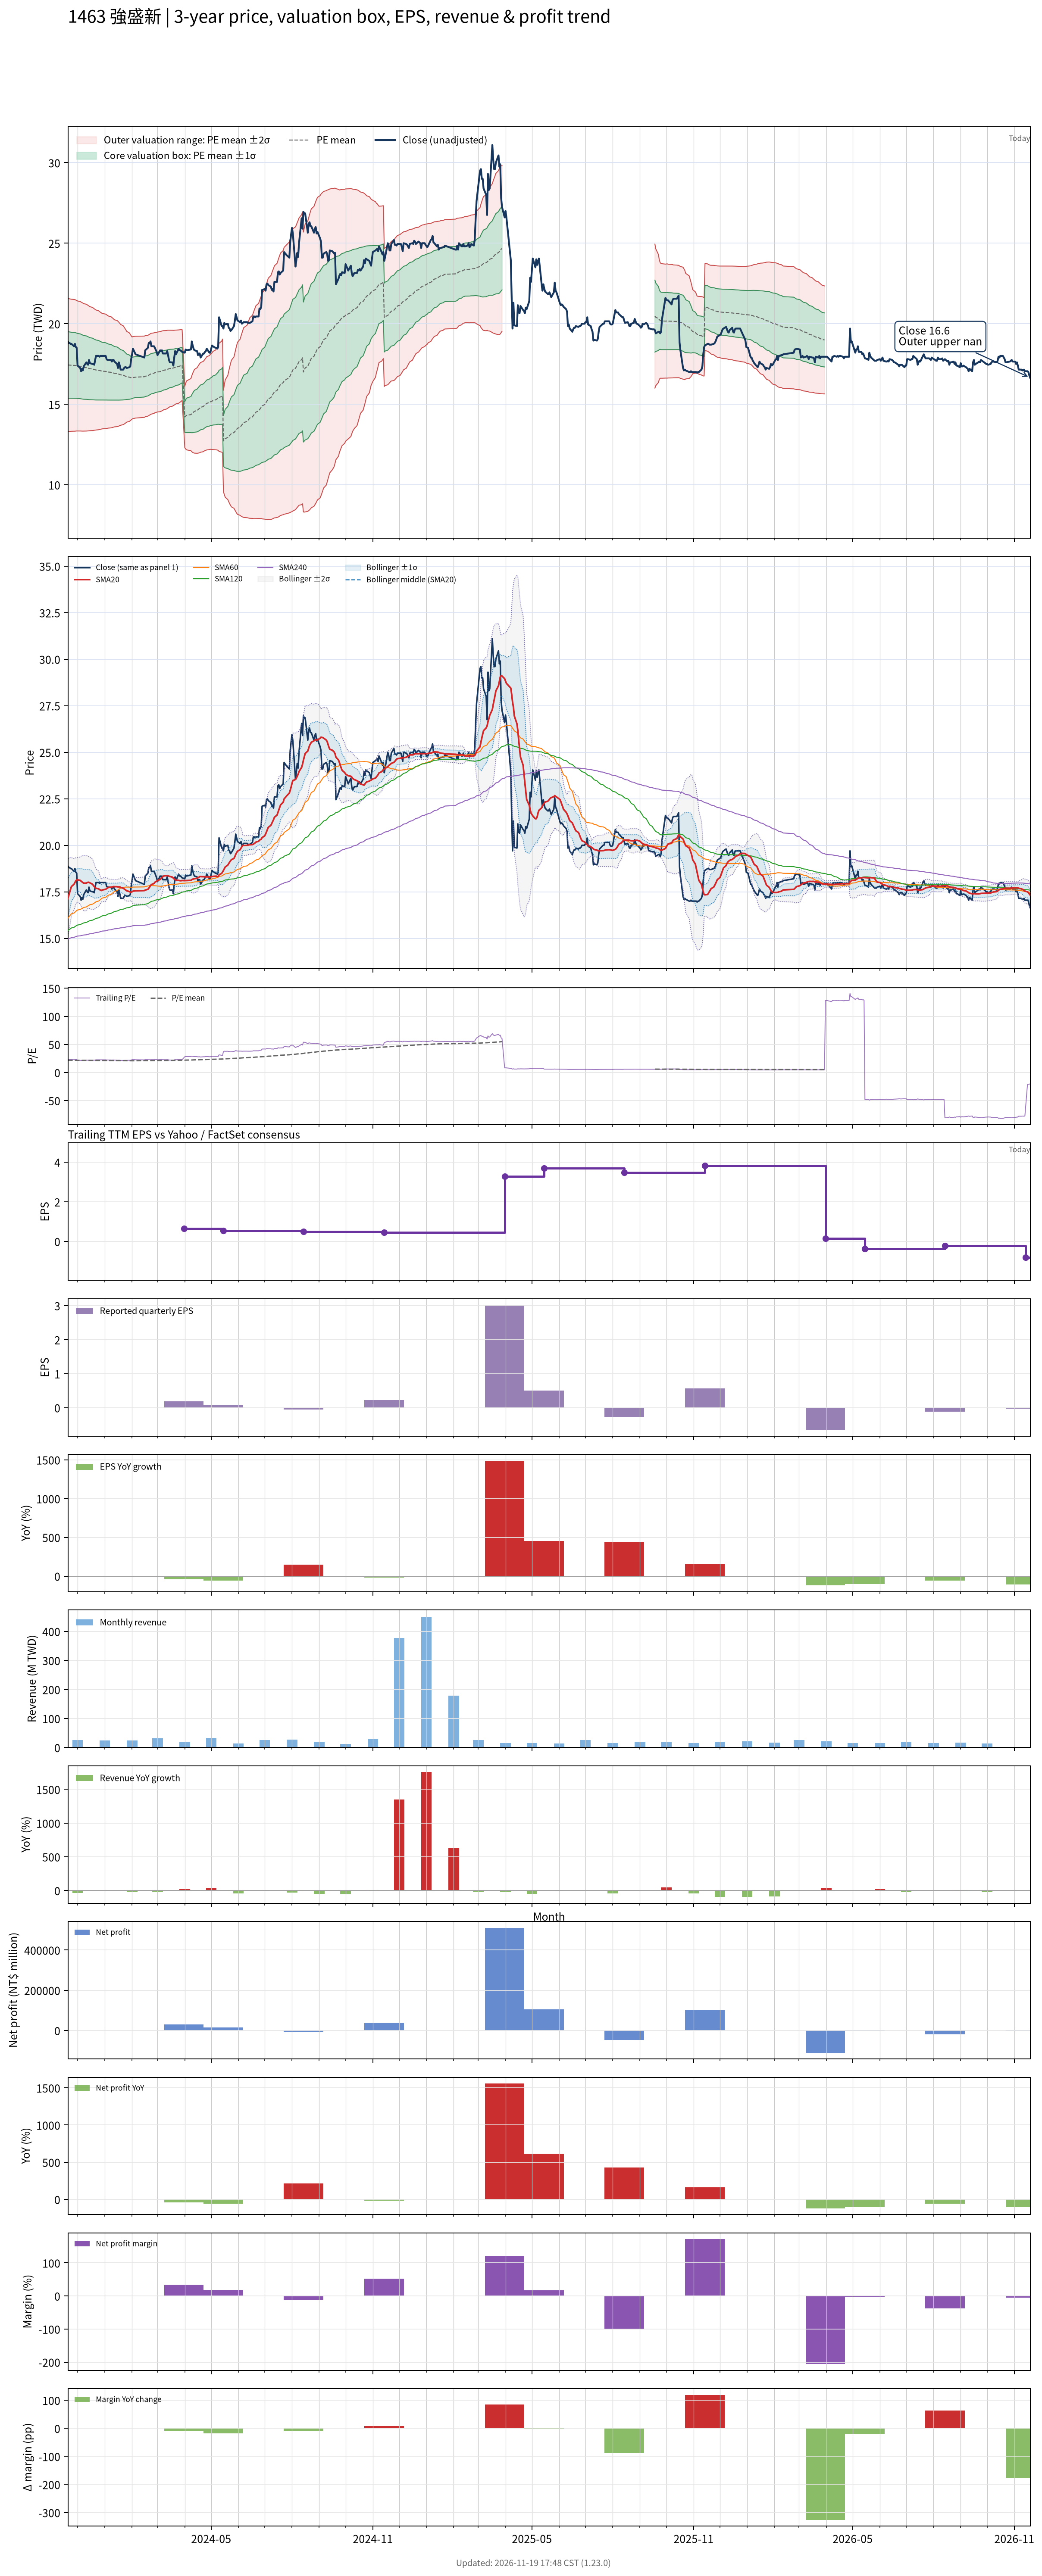 1463 強盛新 | 3-year price, valuation box, EPS, revenue & profit trend
Outer valuation range: PE mean ±2σ
PE mean
Close (unadjusted)
Core valuation box: PE mean ±1σ
Today
30
25
20
15
10
Price (TWD)
Close 16.6
Outer upper nan
Close (same as panel 1)
SMA60
SMA240
Bollinger ±1σ
SMA20
SMA120
Bollinger ±2σ
Bollinger middle (SMA20)
35.0
32.5
30.0
27.5
25.0
22.5
20.0
17.5
15.0
Price
Trailing P/E
P/E mean
150
100
50
0
-50
P/E
Trailing TTM EPS vs Yahoo / FactSet consensus
Today
4
2
0
EPS
Reported quarterly EPS
3
2
1
0
EPS
EPS YoY growth
1500
1000
500
0
YoY (%)
Monthly revenue
400
300
200
100
0
Revenue (M TWD)
Revenue YoY growth
1500
1000
500
0
YoY (%)
Month
Net profit
400000
200000
0
Net profit (NT$ million)
Net profit YoY
1500
1000
500
0
YoY (%)
Net profit margin
100
0
-100
-200
Margin (%)
Margin YoY change
100
0
-100
-200
-300
Δ margin (pp)
2024-05
2024-11
2025-05
2025-11
2026-05
2026-11
Updated: 2026-11-19 17:48 CST (1.23.0)